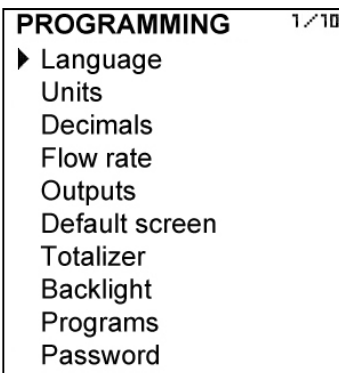 PROGRAMMING 1/10
Language
Units
Decimals
Flow rate
Outputs
Default screen
Totalizer
Backlight
Programs
Password